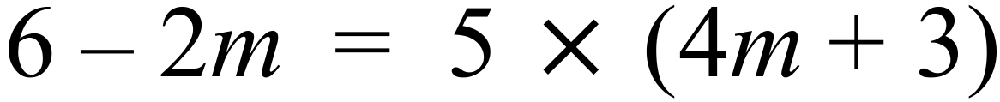 6 – 2m = 5 × (4m + 3)